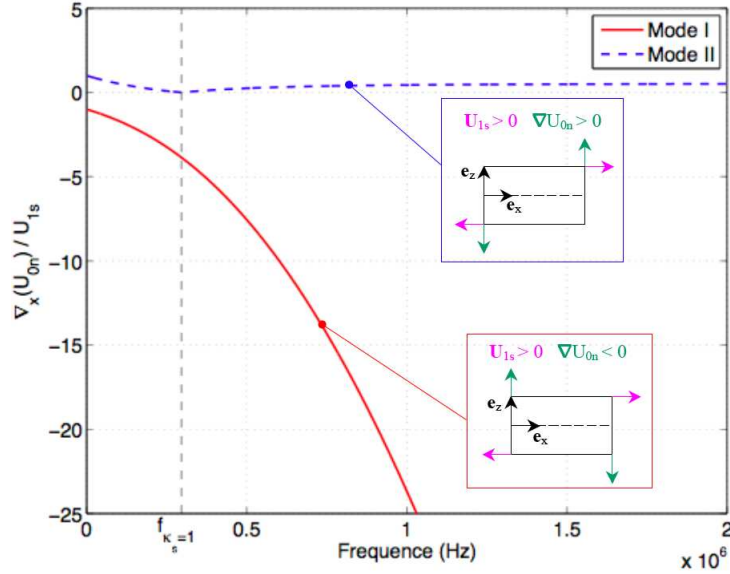 Mode I
Mode II
5
0
-5
-10
-15
-20
-25
∇x(U0n) / U1s
U1s > 0 ∇U0n > 0
ez
ex
U1s > 0 ∇U0n < 0
ez
ex
0
fκs=1
0.5
1
1.5
2
Frequence (Hz)
x 10^6